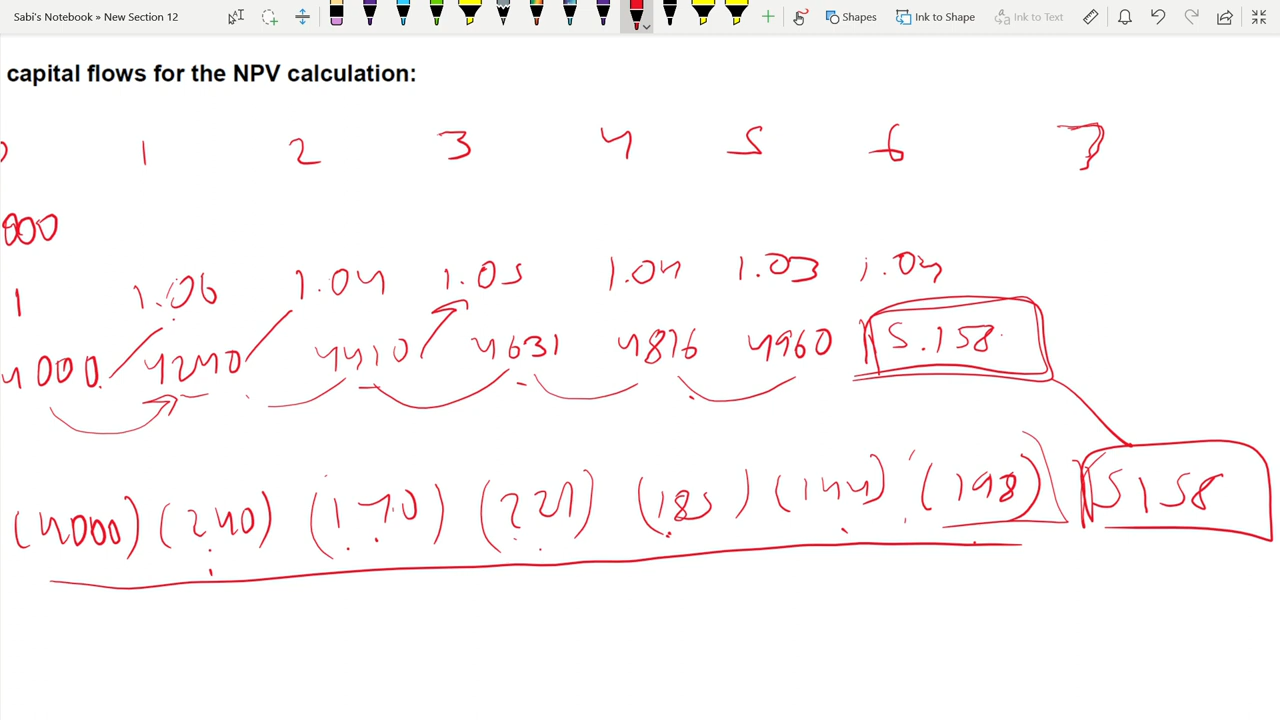 Sabi's Notebook » New Section 12
Shapes Ink to Shape Ink to Text
capital flows for the NPV calculation:
0 1 2 3 4 5 6 7
000
1 1.06 1.04 1.05 1.04 1.03 1.04
4000 4240 4410 4631 4816 4960 5.158
(4000) (240) (170) (221) (185) (144) (198) 5158